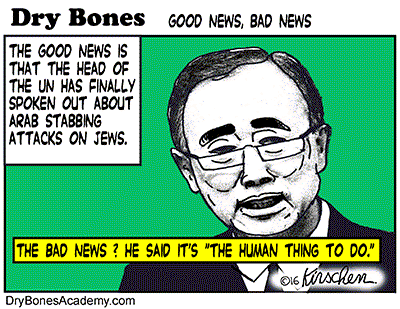 Dry Bones GOOD NEWS, BAD NEWS
THE GOOD NEWS IS
THAT THE HEAD OF
THE UN HAS FINALLY
SPOKEN OUT ABOUT
ARAB STABBING
ATTACKS ON JEWS.
THE BAD NEWS ? HE SAID IT'S "THE HUMAN THING TO DO."
©'16 Kirschen.
DryBonesAcademy.com